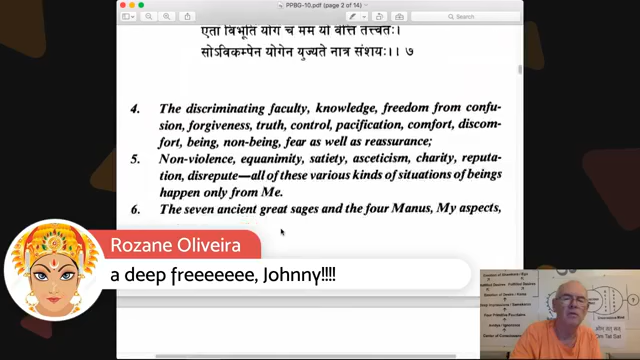 PPBG-10.pdf (page 2 of 14)
Search
एतां विभूतिं योगं च मम यो वेत्ति तत्त्वतः।
सोऽविकम्पेन योगेन युज्यते नात्र संशयः।। ७
4. The discriminating faculty, knowledge, freedom from confu-
sion, forgiveness, truth, control, pacification, comfort, discom-
fort, being, non-being, fear as well as reassurance;
5. Non-violence, equanimity, satiety, asceticism, charity, reputa-
tion, disrepute—all of these various kinds of situations of beings
happen only from Me.
6. The seven ancient great sages and the four Manus, My aspects,
Rozane Oliveira
a deep freeeeeee, Johnny!!!!
Om Tat Sat